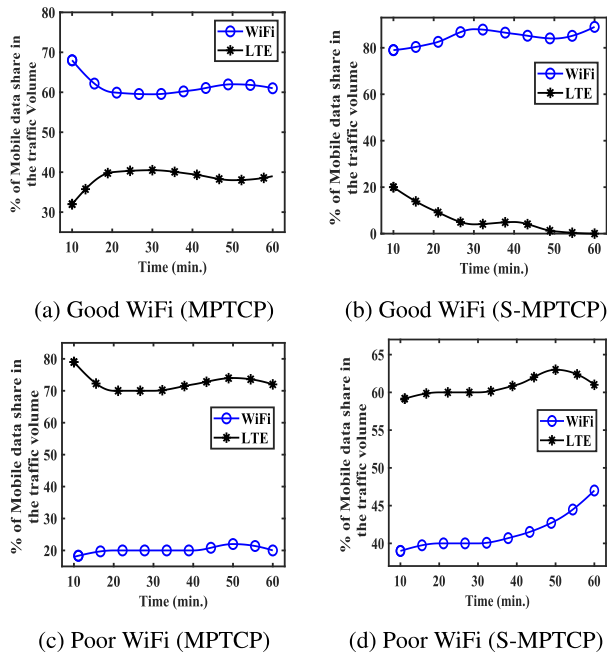 80
70
60
50
40
30
% of Mobile data share in
the traffic Volume
WiFi
LTE
10 20 30 40 50 60
Time (min.)
(a) Good WiFi (MPTCP)
80
60
40
20
0
% of Mobile data share in
the traffic volume
WiFi
LTE
10 20 30 40 50 60
Time (min.)
(b) Good WiFi (S-MPTCP)
80
70
60
50
40
30
20
% of Mobile data share in
the traffic volume
WiFi
LTE
10 20 30 40 50 60
Time (min.)
(c) Poor WiFi (MPTCP)
65
60
55
50
45
40
% of Mobile data share in
the traffic volume
WiFi
LTE
10 20 30 40 50 60
Time (min.)
(d) Poor WiFi (S-MPTCP)